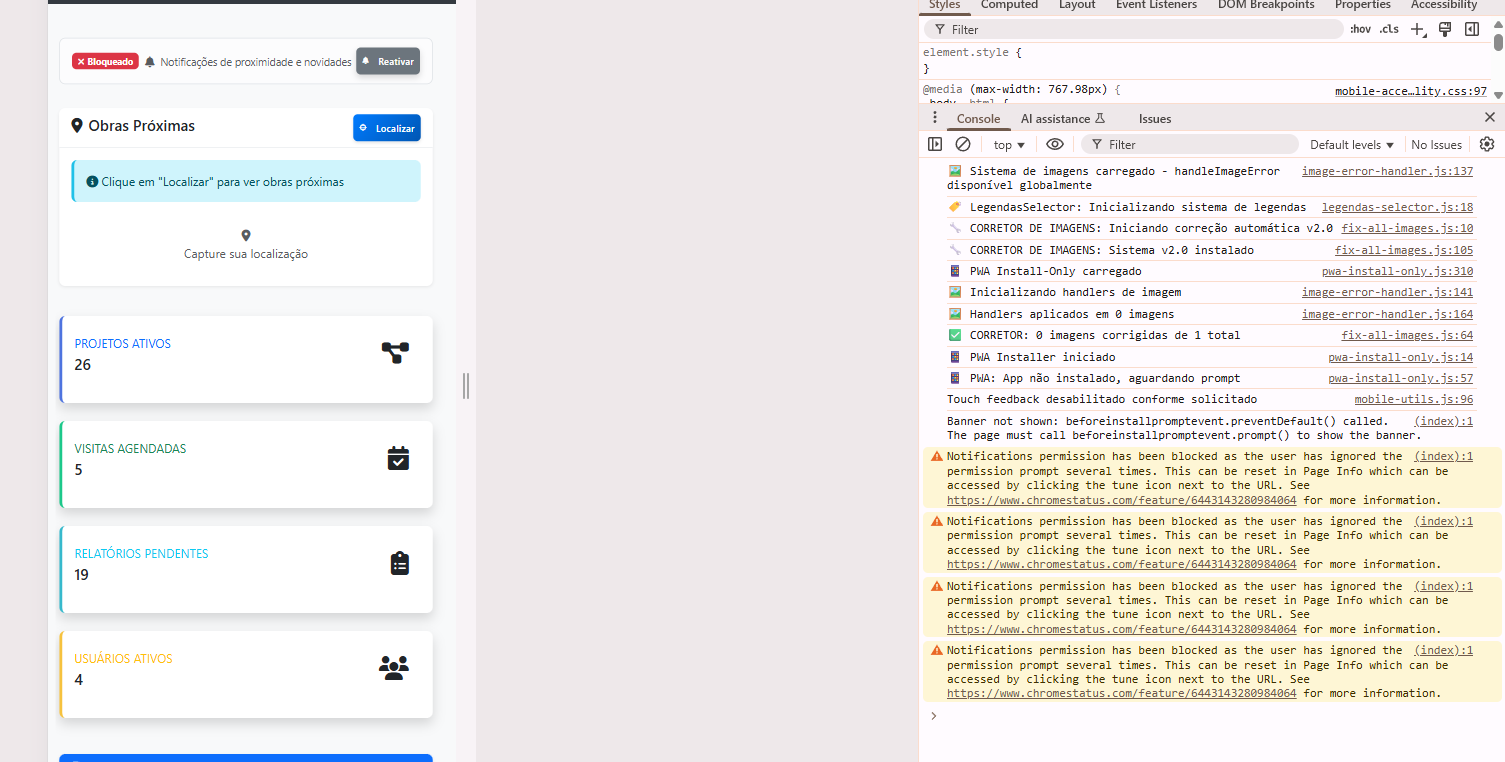 Bloqueado Notificações de proximidade e novidades Reativar
Obras Próximas
Localizar
Clique em "Localizar" para ver obras próximas
Capture sua localização
PROJETOS ATIVOS
26
VISITAS AGENDADAS
5
RELATÓRIOS PENDENTES
19
USUÁRIOS ATIVOS
4
Styles Computed Layout Event Listeners DOM Breakpoints Properties Accessibility
Filter :hov .cls
element.style {
}
@media (max-width: 767.98px) { mobile-acce…lity.css:97
body, html {
Console AI assistance Issues
top Filter Default levels No Issues
Sistema de imagens carregado - handleImageError image-error-handler.js:137
disponível globalmente
LegendasSelector: Inicializando sistema de legendas legendas-selector.js:18
CORRETOR DE IMAGENS: Iniciando correção automática v2.0 fix-all-images.js:10
CORRETOR DE IMAGENS: Sistema v2.0 instalado fix-all-images.js:105
PWA Install-Only carregado pwa-install-only.js:310
Inicializando handlers de imagem image-error-handler.js:141
Handlers aplicados em 0 imagens image-error-handler.js:164
CORRETOR: 0 imagens corrigidas de 1 total fix-all-images.js:64
PWA Installer iniciado pwa-install-only.js:14
PWA: App não instalado, aguardando prompt pwa-install-only.js:57
Touch feedback desabilitado conforme solicitado mobile-utils.js:96
Banner not shown: beforeinstallpromptevent.preventDefault() called. (index):1
The page must call beforeinstallpromptevent.prompt() to show the banner.
Notifications permission has been blocked as the user has ignored the (index):1
permission prompt several times. This can be reset in Page Info which can be
accessed by clicking the tune icon next to the URL. See
https://www.chromestatus.com/feature/6443143280984064 for more information.
Notifications permission has been blocked as the user has ignored the (index):1
permission prompt several times. This can be reset in Page Info which can be
accessed by clicking the tune icon next to the URL. See
https://www.chromestatus.com/feature/6443143280984064 for more information.
Notifications permission has been blocked as the user has ignored the (index):1
permission prompt several times. This can be reset in Page Info which can be
accessed by clicking the tune icon next to the URL. See
https://www.chromestatus.com/feature/6443143280984064 for more information.
Notifications permission has been blocked as the user has ignored the (index):1
permission prompt several times. This can be reset in Page Info which can be
accessed by clicking the tune icon next to the URL. See
https://www.chromestatus.com/feature/6443143280984064 for more information.